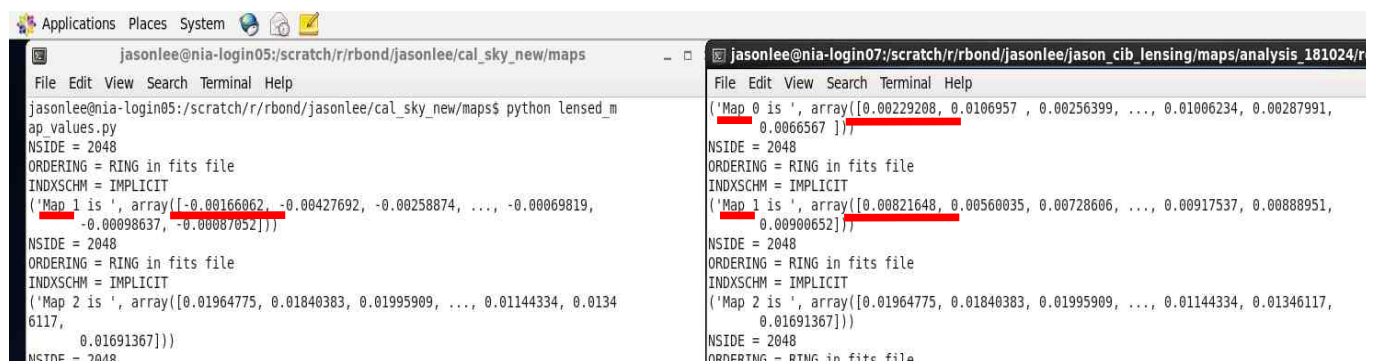 Applications Places System
jasonlee@nia-login05:/scratch/r/rbond/jasonlee/cal_sky_new/maps
File Edit View Search Terminal Help
jasonlee@nia-login05:/scratch/r/rbond/jasonlee/cal_sky_new/maps$ python lensed_m
ap_values.py
NSIDE = 2048
ORDERING = RING in fits file
INDXSCHM = IMPLICIT
('Map 1 is ', array([-0.00166062, -0.00427692, -0.00258874, ..., -0.00069819,
-0.00098637, -0.00087052]))
NSIDE = 2048
ORDERING = RING in fits file
INDXSCHM = IMPLICIT
('Map 2 is ', array([0.01964775, 0.01840383, 0.01995909, ..., 0.01144334, 0.0134
6117,
0.01691367]))
NSIDE = 2048
jasonlee@nia-login07:/scratch/r/rbond/jasonlee/jason_cib_lensing/maps/analysis_181024/r
File Edit View Search Terminal Help
('Map 0 is ', array([0.00229208, 0.0106957 , 0.00256399, ..., 0.01006234, 0.00287991,
0.0066567 ]))
NSIDE = 2048
ORDERING = RING in fits file
INDXSCHM = IMPLICIT
('Map 1 is ', array([0.00821648, 0.00560035, 0.00728606, ..., 0.00917537, 0.00888951,
0.00900652]))
NSIDE = 2048
ORDERING = RING in fits file
INDXSCHM = IMPLICIT
('Map 2 is ', array([0.01964775, 0.01840383, 0.01995909, ..., 0.01144334, 0.01346117,
0.01691367]))
NSIDE = 2048
ORDERING = RING in fits file